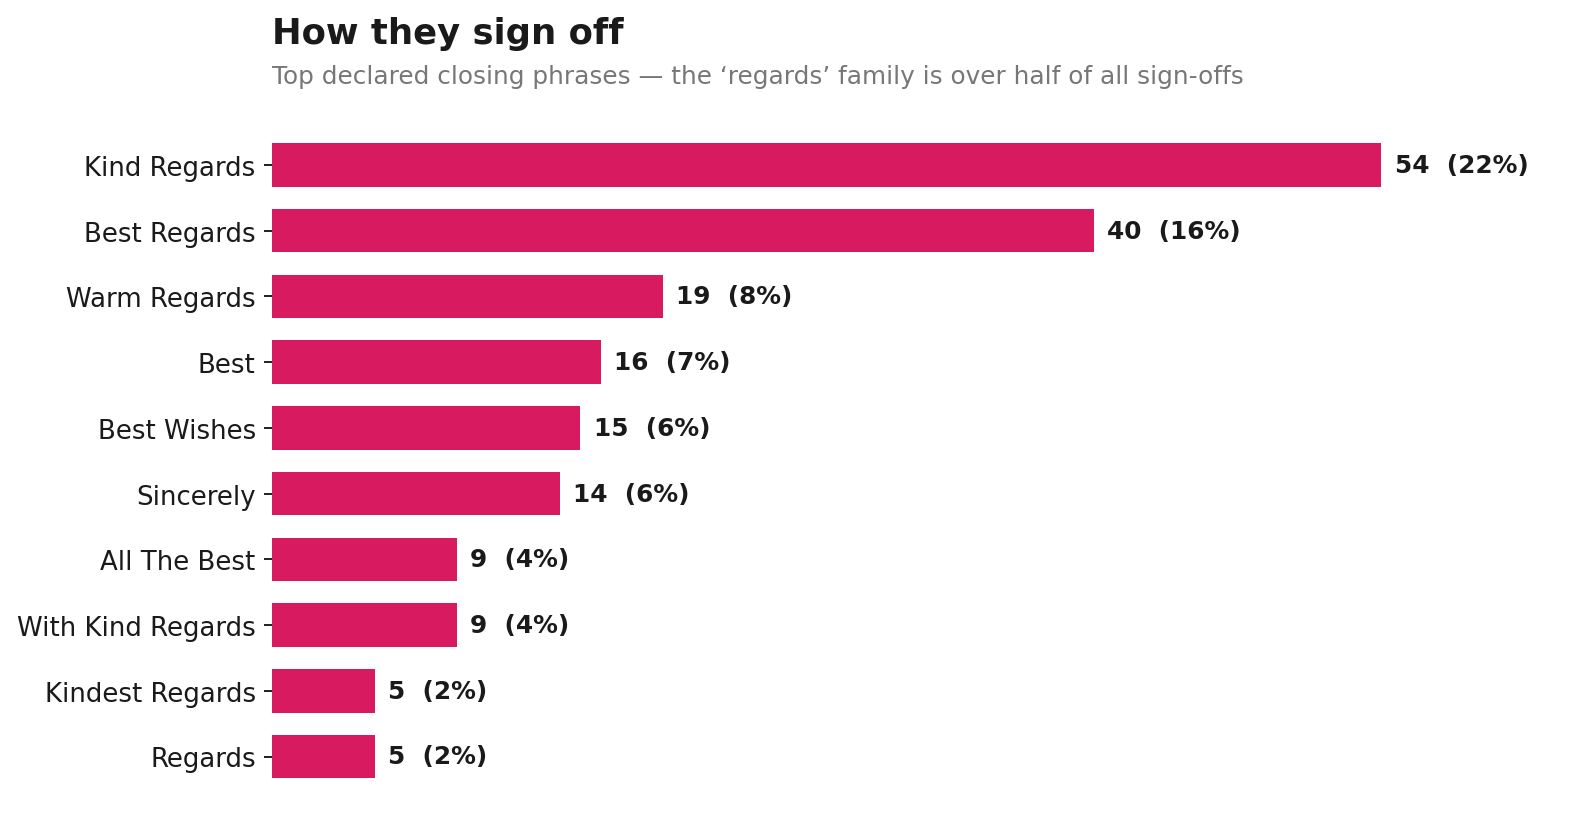 How they sign off
Top declared closing phrases — the ‘regards’ family is over half of all sign-offs
Kind Regards 54 (22%)
Best Regards 40 (16%)
Warm Regards 19 (8%)
Best 16 (7%)
Best Wishes 15 (6%)
Sincerely 14 (6%)
All The Best 9 (4%)
With Kind Regards 9 (4%)
Kindest Regards 5 (2%)
Regards 5 (2%)